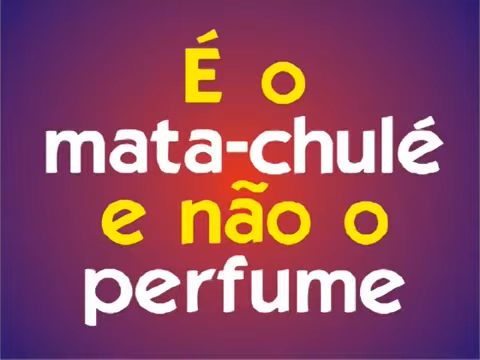 É o
mata-chulé
e não o
perfume